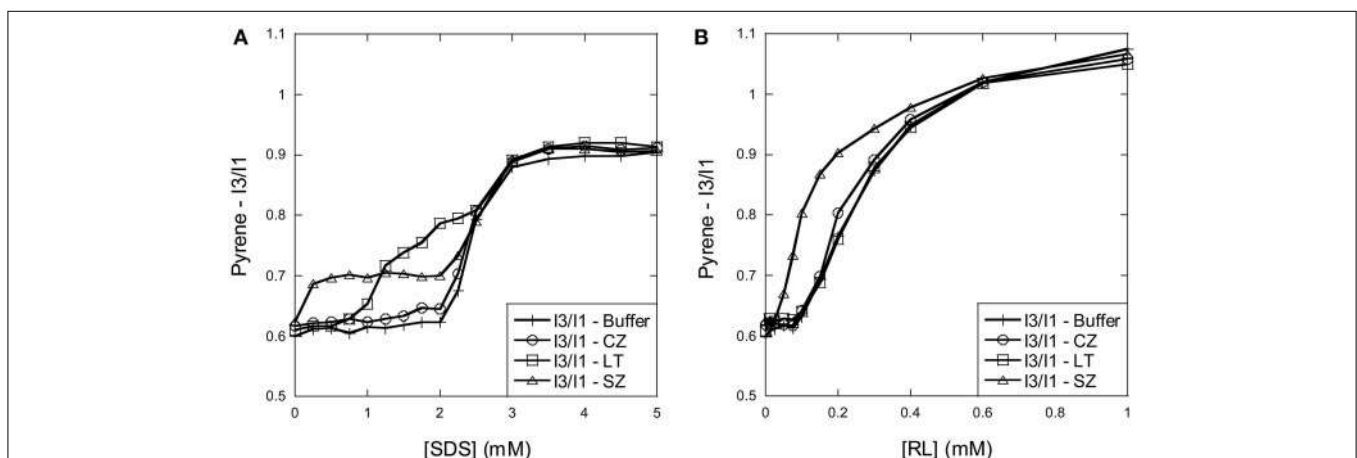 A
1.1
1
0.9
0.8
0.7
0.6
0.5
Pyrene - I3/I1
I3/I1 - Buffer
I3/I1 - CZ
I3/I1 - LT
I3/I1 - SZ
0 1 2 3 4 5
[SDS] (mM)
B
1.1
1
0.9
0.8
0.7
0.6
0.5
Pyrene - I3/I1
I3/I1 - Buffer
I3/I1 - CZ
I3/I1 - LT
I3/I1 - SZ
0 0.2 0.4 0.6 0.8 1
[RL] (mM)